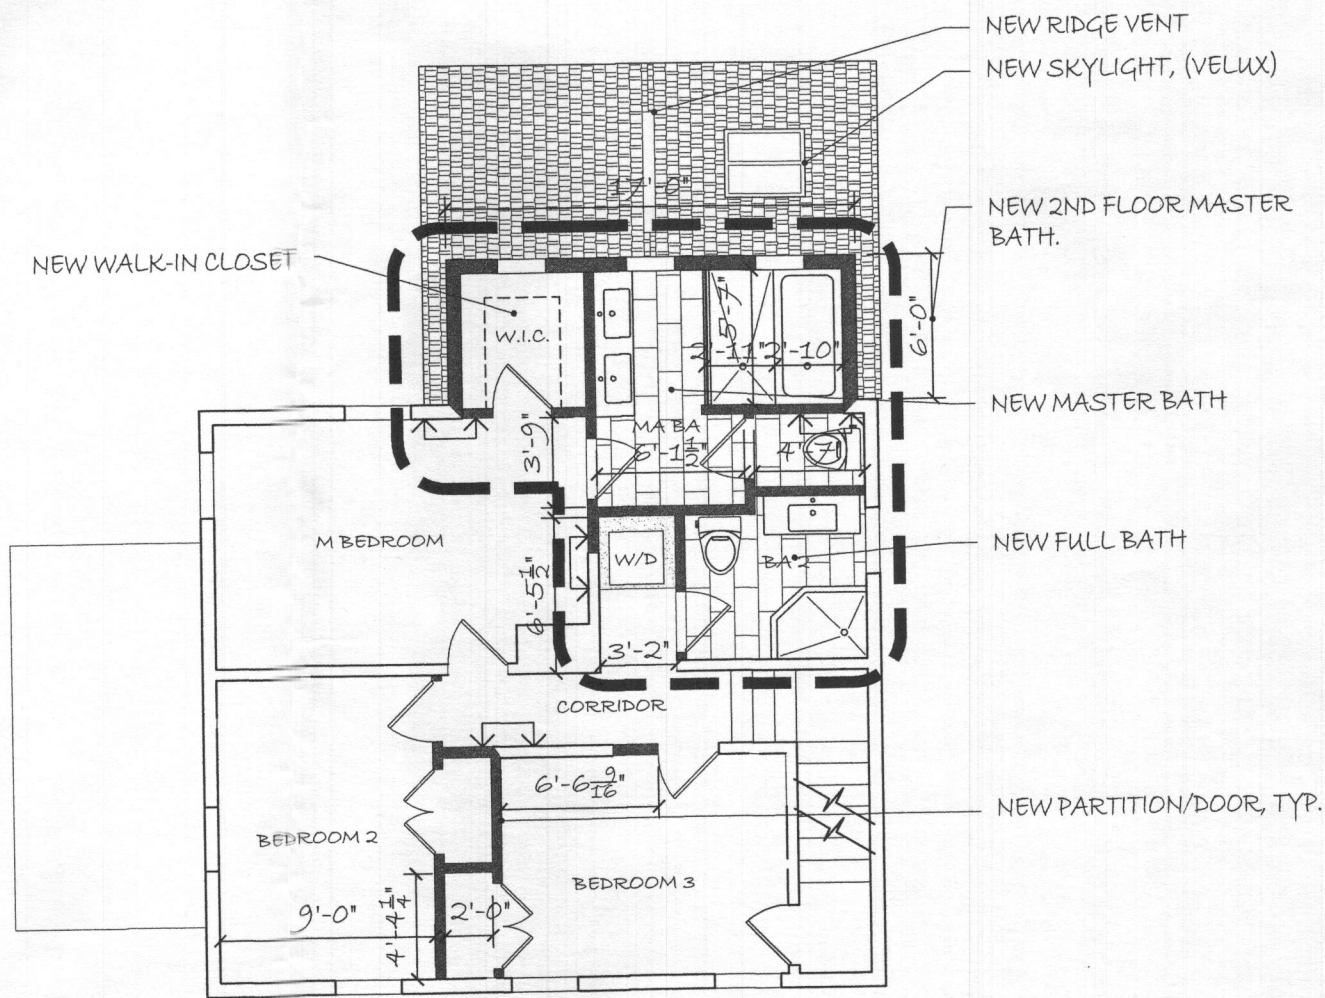 NEW RIDGE VENT
NEW SKYLIGHT, (VELUX)
17'-0"
NEW 2ND FLOOR MASTER
BATH.
NEW WALK-IN CLOSET
6'-0"
W.I.C.
5'-7"
2'-11"
2'-10"
NEW MASTER BATH
3'-9"
MA BA
6'-1 1/2"
4'-7"
M BEDROOM
W/D
BA 2
NEW FULL BATH
6'-5 1/2"
3'-2"
CORRIDOR
6'-6 9/16"
NEW PARTITION/DOOR, TYP.
BEDROOM 2
BEDROOM 3
9'-0"
4'-4 1/4"
2'-0"